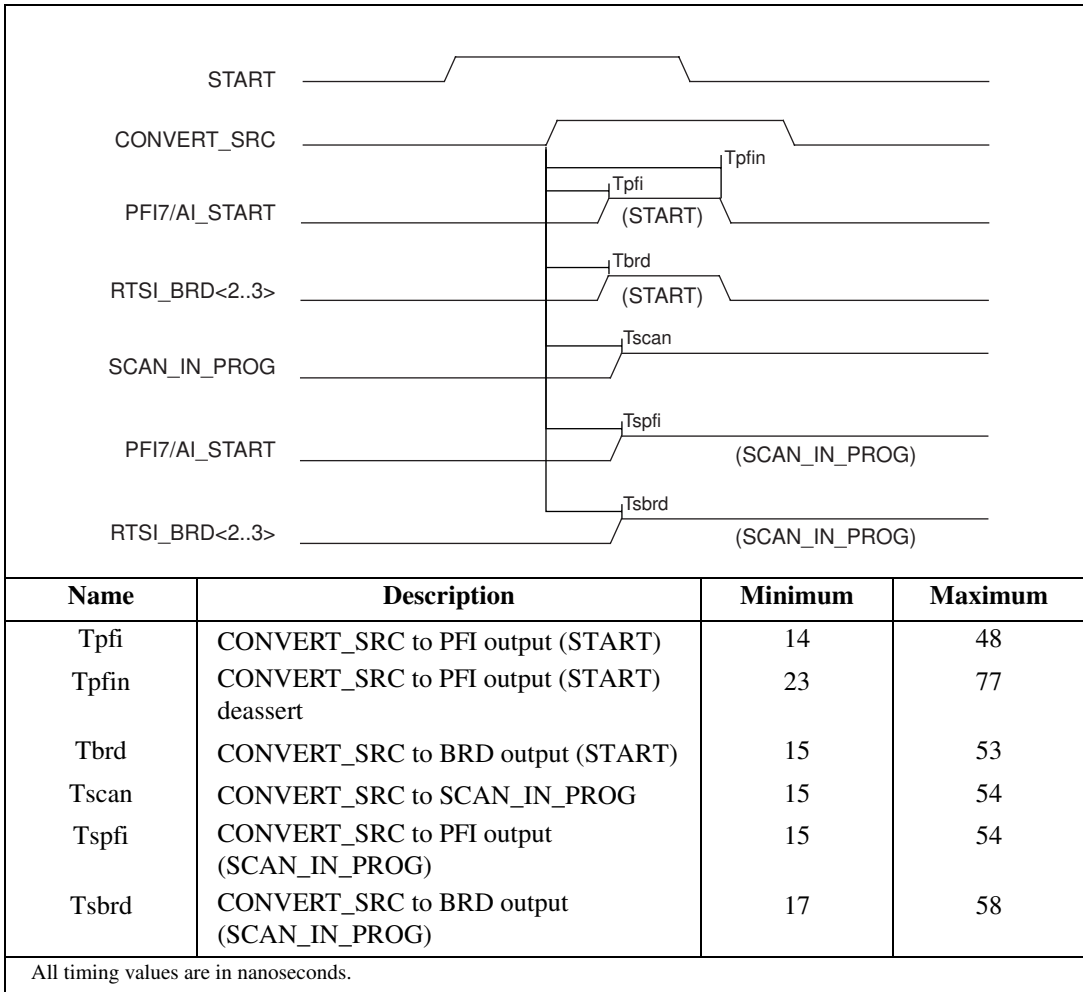 START
CONVERT_SRC
Tpfin
Tpfi
PFI7/AI_START
(START)
Tbrd
RTSI_BRD<2..3>
(START)
Tscan
SCAN_IN_PROG
Tspfi
PFI7/AI_START
(SCAN_IN_PROG)
Tsbrd
RTSI_BRD<2..3>
(SCAN_IN_PROG)
Name Description Minimum Maximum
Tpfi CONVERT_SRC to PFI output (START) 14 48
Tpfin CONVERT_SRC to PFI output (START) 23 77
deassert
Tbrd CONVERT_SRC to BRD output (START) 15 53
Tscan CONVERT_SRC to SCAN_IN_PROG 15 54
Tspfi CONVERT_SRC to PFI output 15 54
(SCAN_IN_PROG)
Tsbrd CONVERT_SRC to BRD output 17 58
(SCAN_IN_PROG)
All timing values are in nanoseconds.